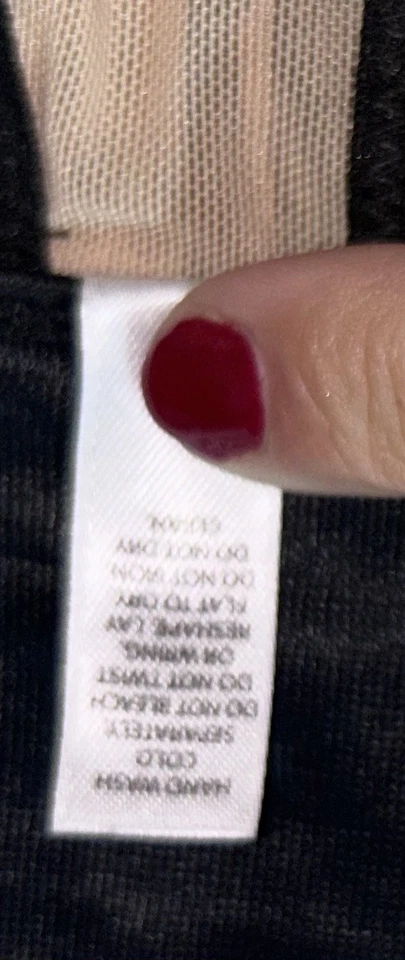 HAND WASH
COLD
SEPARATELY.
DO NOT BLEACH
DO NOT TWIST
OR WRING,
RESHAPE, LAY
FLAT TO DRY
DO NOT IRON
DO NOT DRY
CLEAN.